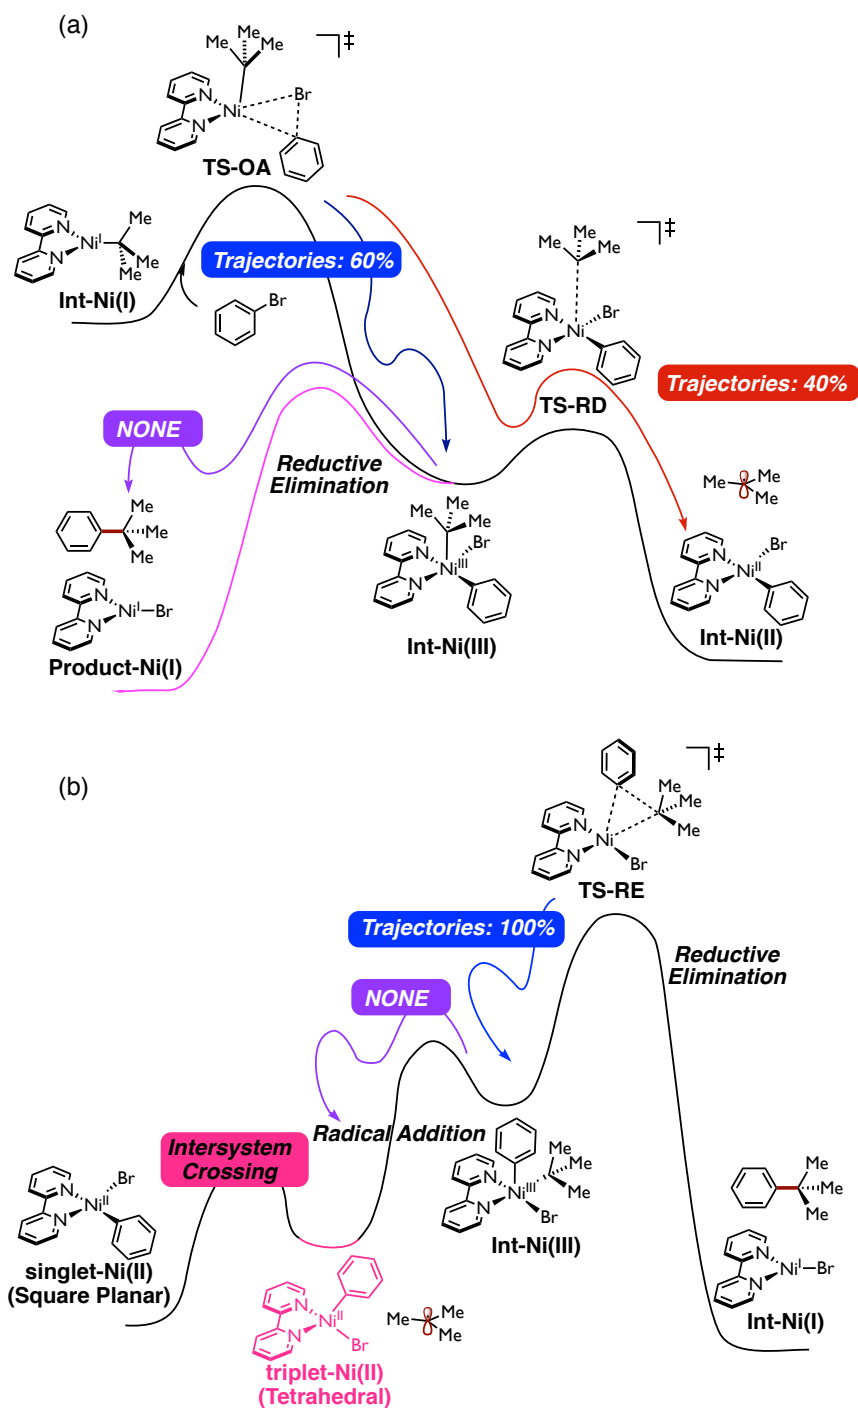 (a)
Me
Me
Me
‡
Br
N
Ni
N
TS-OA
Me
N
Ni^I
N
Me
Me
Int-Ni(I)
Br
Trajectories: 60%
‡
Me
Me
Me
Br
N
Ni
N
TS-RD
Trajectories: 40%
NONE
Reductive
Elimination
Me
Me
Me
Me
Me
Me
N
Ni^I
Br
N
Product-Ni(I)
Me
Me
Me
Br
N
Ni^III
N
Int-Ni(III)
Br
N
Ni^II
N
Int-Ni(II)
(b)
‡
Me
Me
Me
N
Ni
N
Br
TS-RE
Trajectories: 100%
Reductive
Elimination
NONE
Radical Addition
Intersystem
Crossing
Br
N
Ni^II
N
singlet-Ni(II)
(Square Planar)
N
Ni^II
N
Br
Me
Me
Me
triplet-Ni(II)
(Tetrahedral)
Me
Me
Me
N
Ni^III
N
Br
Int-Ni(III)
Me
Me
Me
N
Ni^I
Br
N
Int-Ni(I)